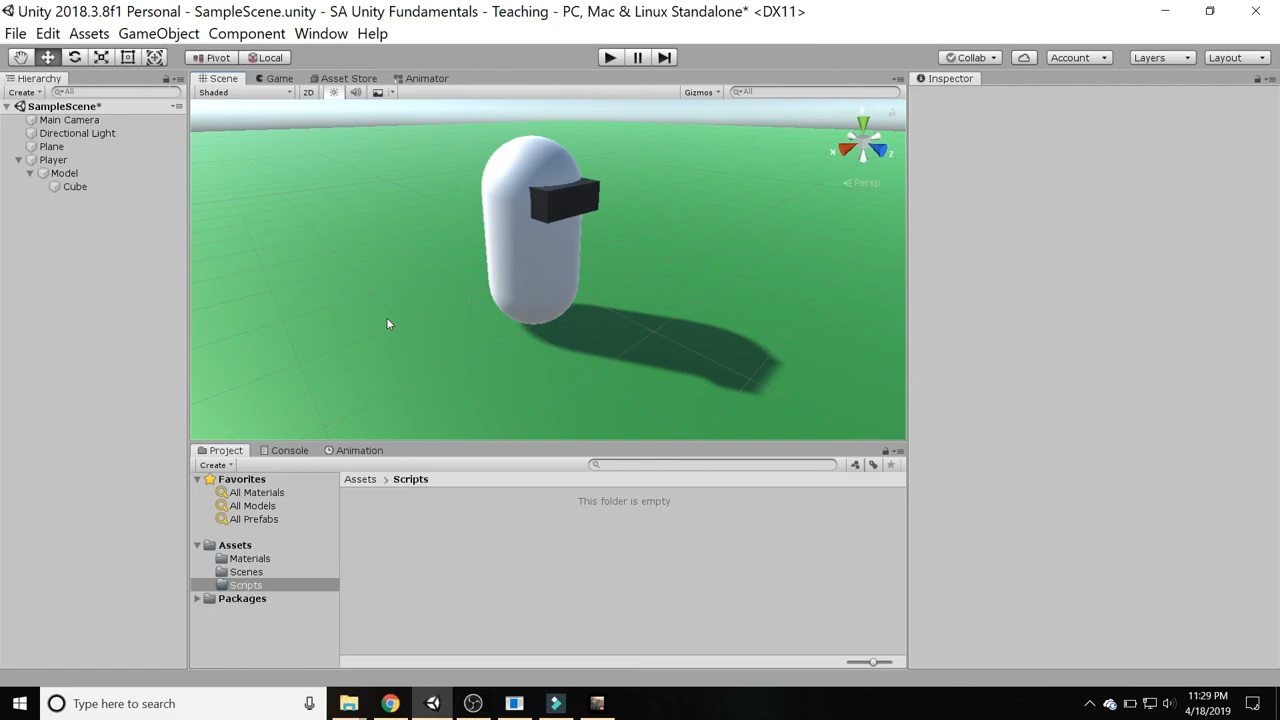 Unity 2018.3.8f1 Personal - SampleScene.unity - SA Unity Fundamentals - Teaching - PC, Mac & Linux Standalone* <DX11>
File Edit Assets GameObject Component Window Help
Pivot Local Collab Account Layers Layout
Hierarchy Scene Game Asset Store Animator Inspector
Create All Shaded 2D Gizmos All
SampleScene*
Main Camera
Directional Light
Plane
Player
Model
Cube
x z
Persp
Project Console Animation
Create
Favorites Assets Scripts
All Materials
All Models
All Prefabs
This folder is empty
Assets
Materials
Scenes
Scripts
Packages
Type here to search
11:29 PM
4/18/2019